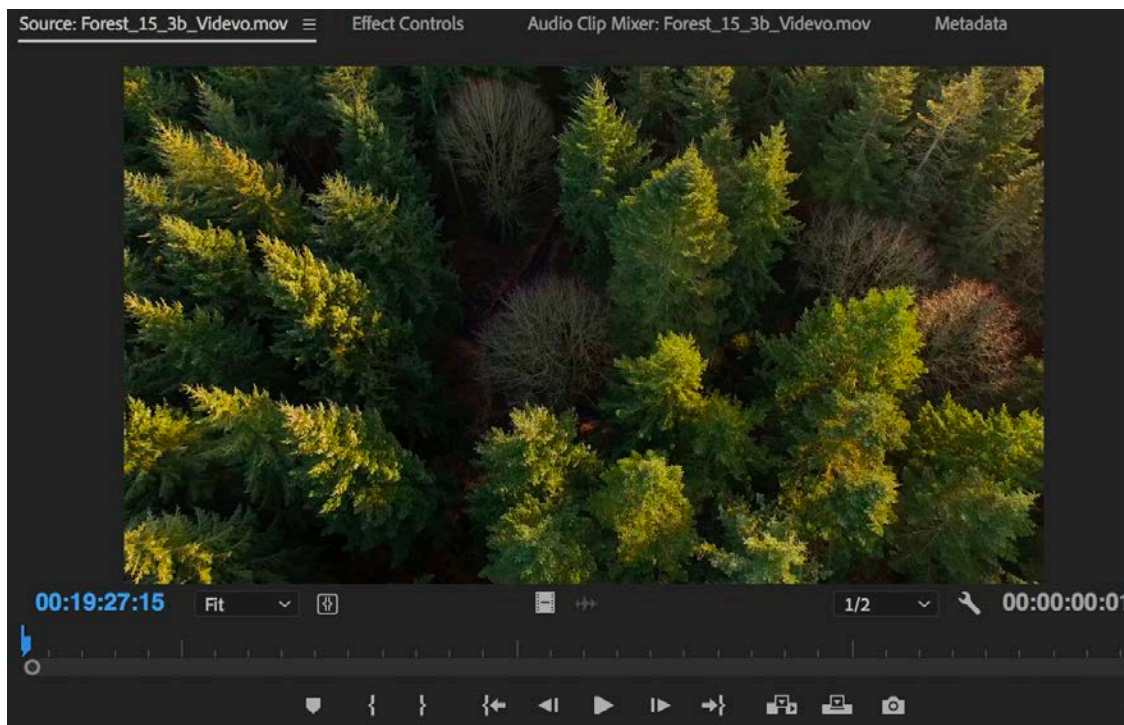 Source: Forest_15_3b_Videvo.mov Effect Controls Audio Clip Mixer: Forest_15_3b_Videvo.mov Metadata
00:19:27:15 Fit 1/2 00:00:00:01